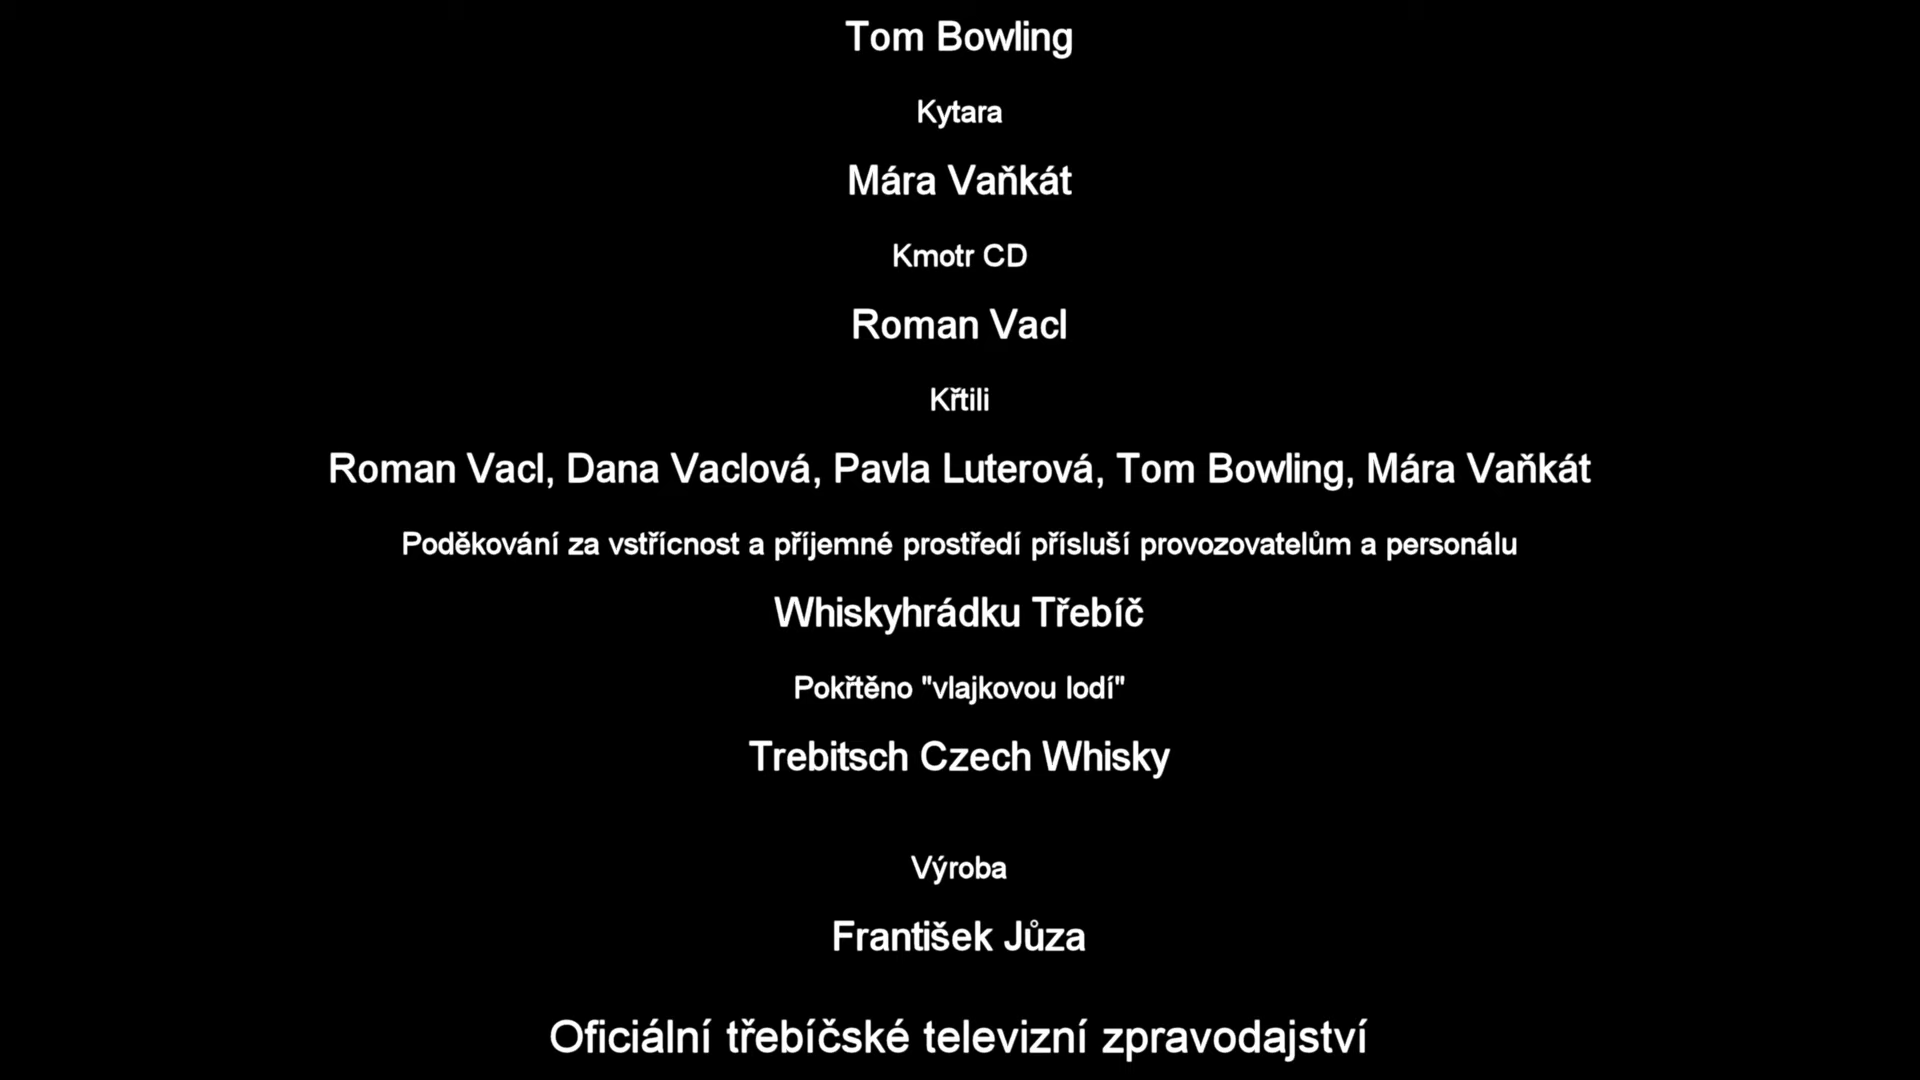 Tom Bowling
Kytara
Mára Vaňkát
Kmotr CD
Roman Vacl
Křtili
Roman Vacl, Dana Vaclová, Pavla Luterová, Tom Bowling, Mára Vaňkát
Poděkování za vstřícnost a příjemné prostředí přísluší provozovatelům a personálu
Whiskyhrádku Třebíč
Pokřtěno "vlajkovou lodí"
Trebitsch Czech Whisky
Výroba
František Jůza
Oficiální třebíčské televizní zpravodajství